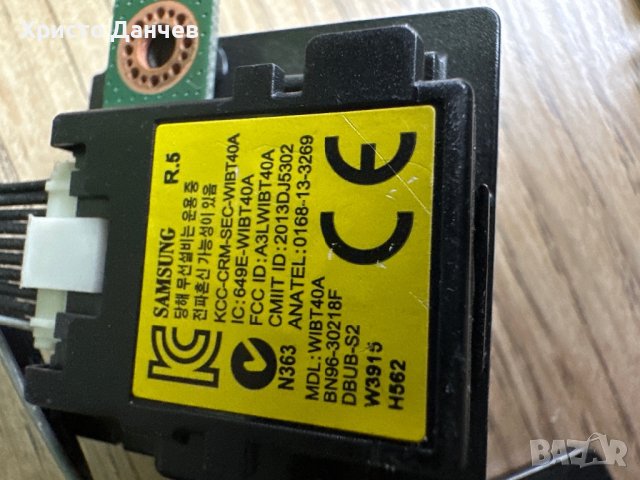 Христо Данчев
SAMSUNG R.5
당해 무선설비는 운용중
전파혼신 가능성이 있음
KCC-CRM-SEC-WIBT40A
IC:649E-WIBT40A
FCC ID:A3LWIBT40A
CMIIT ID:2013DJ5302
ANATEL:0168-13-3269
CE
N363
MDL:WIBT40A
BN96-30218F
DBUB-S2
W3915
H562
BAZAR